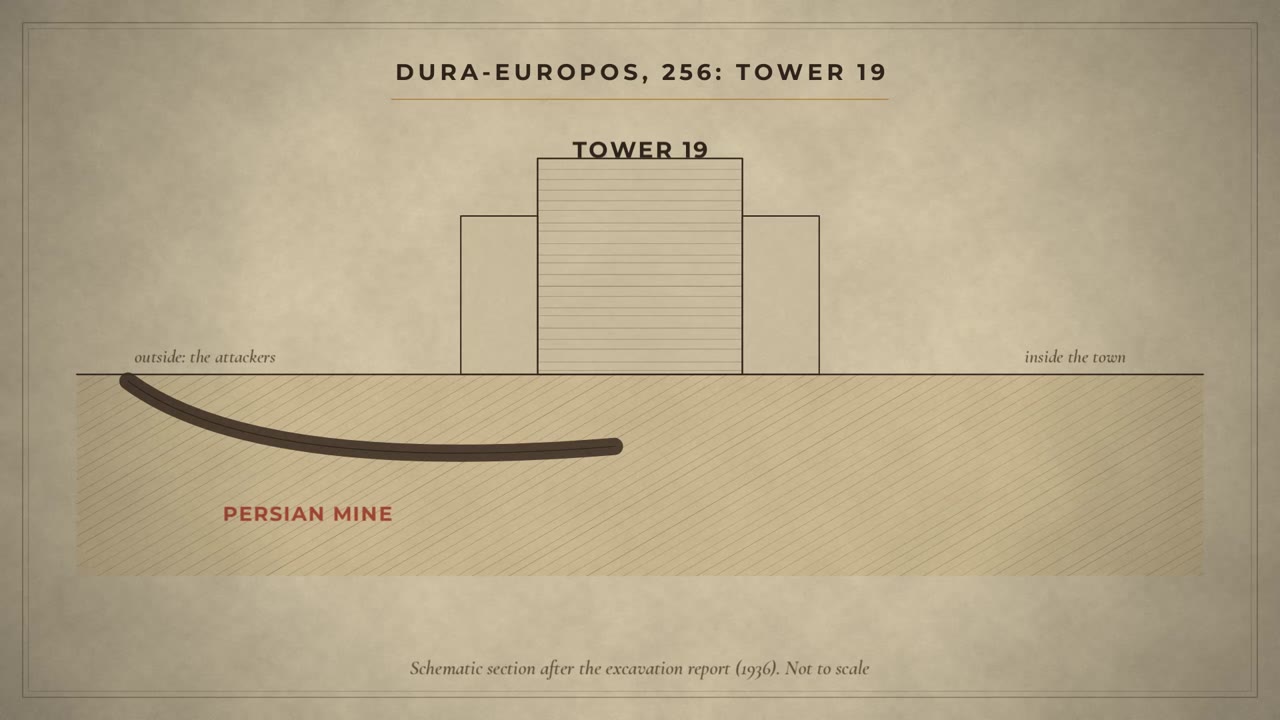 DURA-EUROPOS, 256: TOWER 19
TOWER 19
outside: the attackers
inside the town
PERSIAN MINE
Schematic section after the excavation report (1936). Not to scale